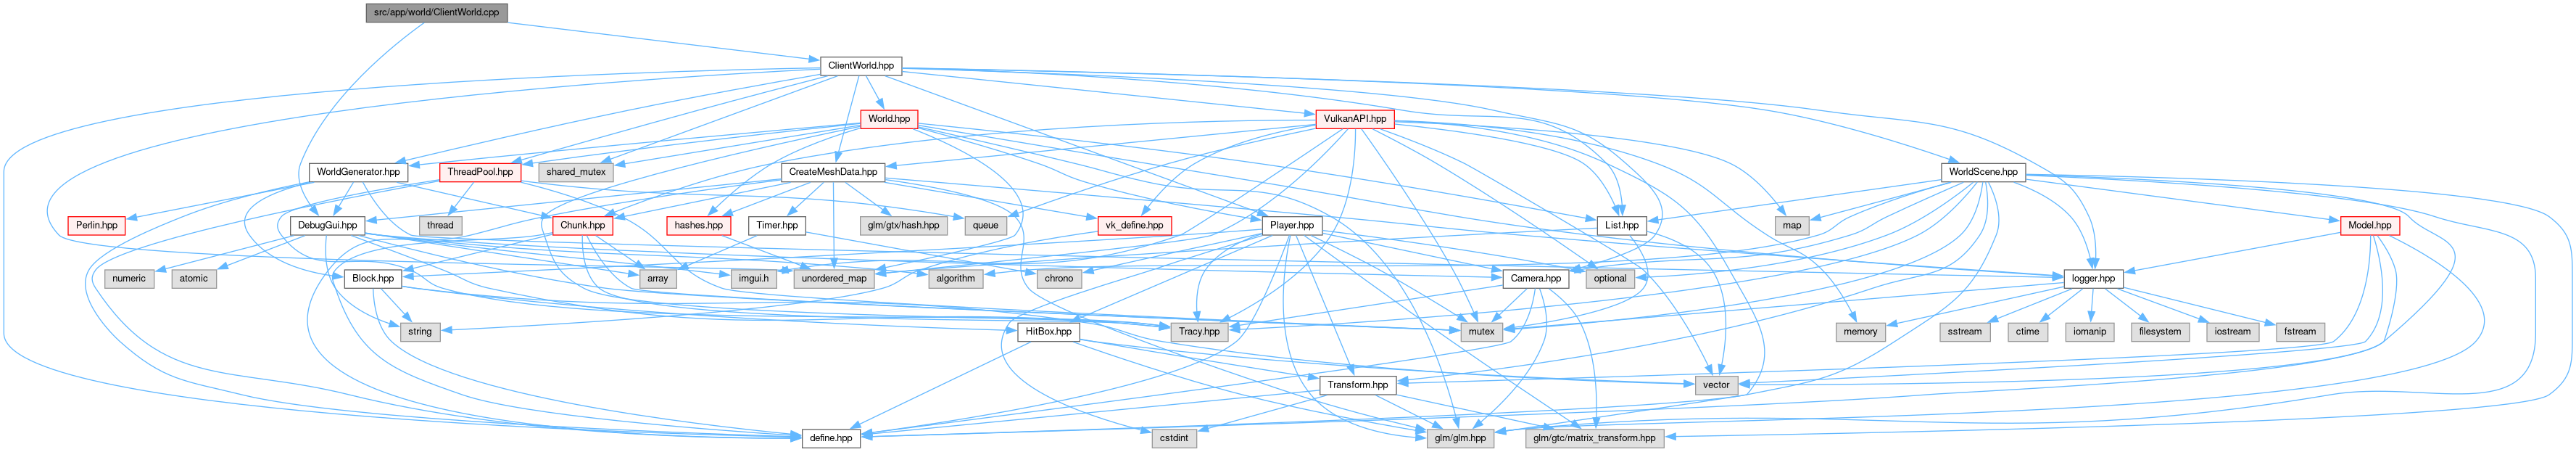 src/app/world/ClientWorld.cpp
ClientWorld.hpp
World.hpp
VulkanAPI.hpp
WorldGenerator.hpp
ThreadPool.hpp
shared_mutex
CreateMeshData.hpp
WorldScene.hpp
Perlin.hpp
DebugGui.hpp
thread
Chunk.hpp
hashes.hpp
Timer.hpp
glm/gtx/hash.hpp
queue
vk_define.hpp
Player.hpp
List.hpp
map
Model.hpp
numeric
atomic
Block.hpp
array
imgui.h
unordered_map
algorithm
chrono
Camera.hpp
optional
logger.hpp
string
HitBox.hpp
Tracy.hpp
mutex
memory
sstream
ctime
iomanip
filesystem
iostream
fstream
Transform.hpp
vector
define.hpp
cstdint
glm/glm.hpp
glm/gtc/matrix_transform.hpp